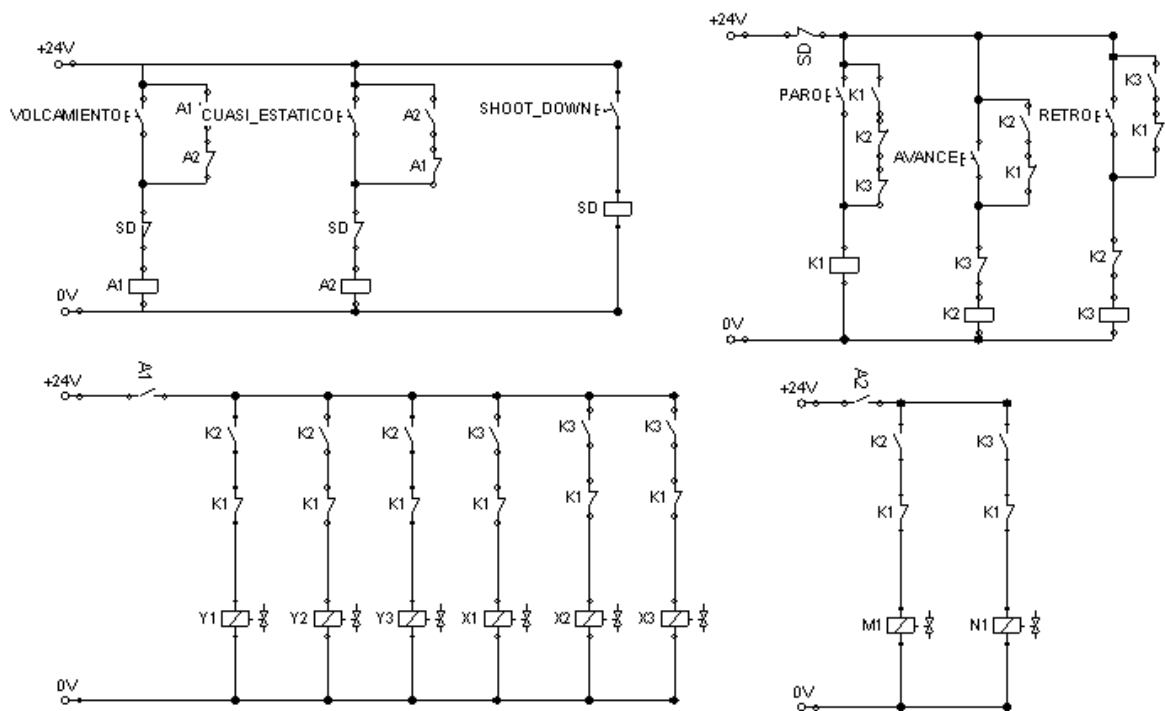 +24V
VOLCAMIENTO
A1
A2
SD
A1
CUASI_ESTATICO
A2
A1
SD
A2
SHOOT_DOWN
SD
0V
+24V
SD
PARO
K1
K2
K3
K1
AVANCE
K2
K1
K3
K2
RETRO
K3
K1
K2
K3
0V
+24V
A1
K2 K2 K2 K3 K3 K3
K1 K1 K1 K1 K1 K1
Y1 Y2 Y3 X1 X2 X3
0V
+24V
A2
K2 K3
K1 K1
M1 N1
0V